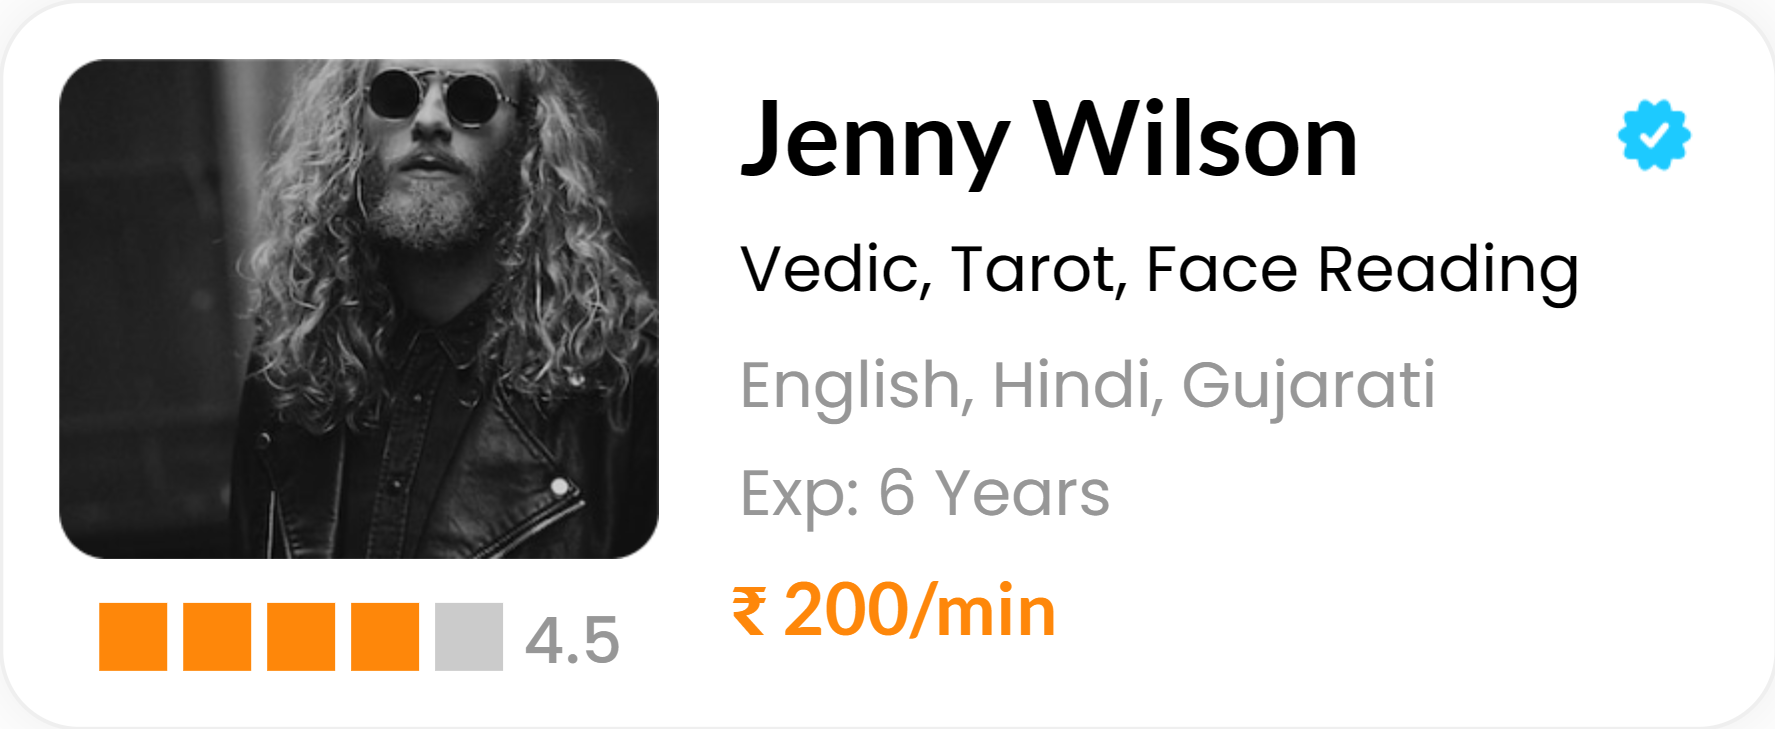 Jenny Wilson
Vedic, Tarot, Face Reading
English, Hindi, Gujarati
Exp: 6 Years
₹ 200/min
4.5